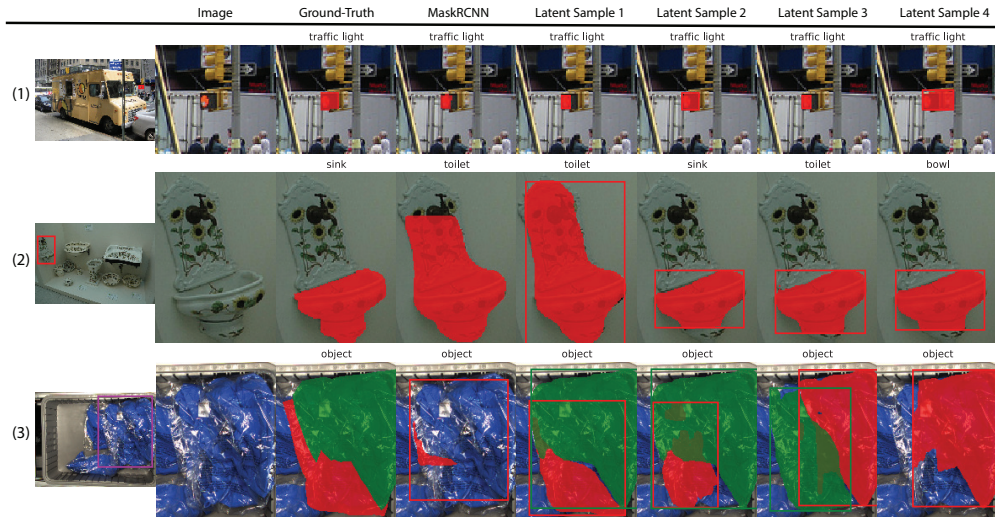 Image Ground-Truth MaskRCNN Latent Sample 1 Latent Sample 2 Latent Sample 3 Latent Sample 4
traffic light traffic light traffic light traffic light traffic light traffic light
(1)
sink toilet toilet sink toilet bowl
(2)
object object object object object object
(3)